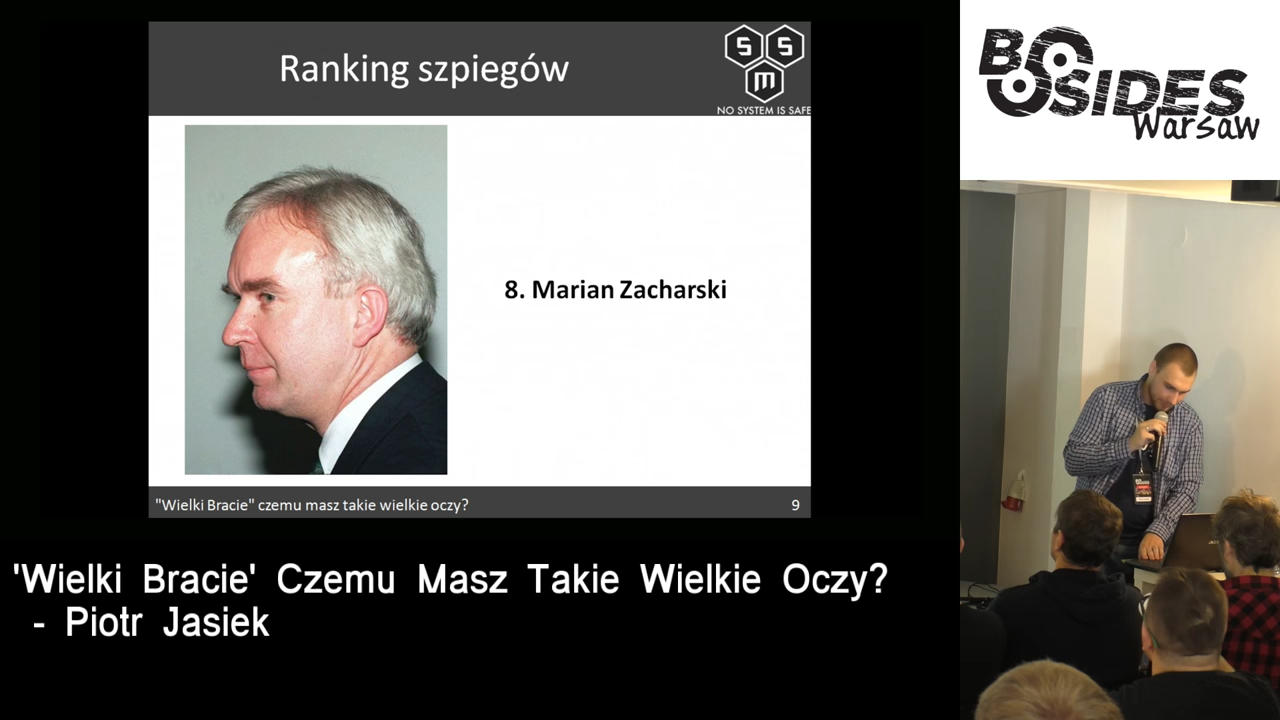 Ranking szpiegów
S S
m
NO SYSTEM IS SAFE
8. Marian Zacharski
"Wielki Bracie" czemu masz takie wielkie oczy?
9
BSIDES
Warsaw
'Wielki Bracie' Czemu Masz Takie Wielkie Oczy?
- Piotr Jasiek